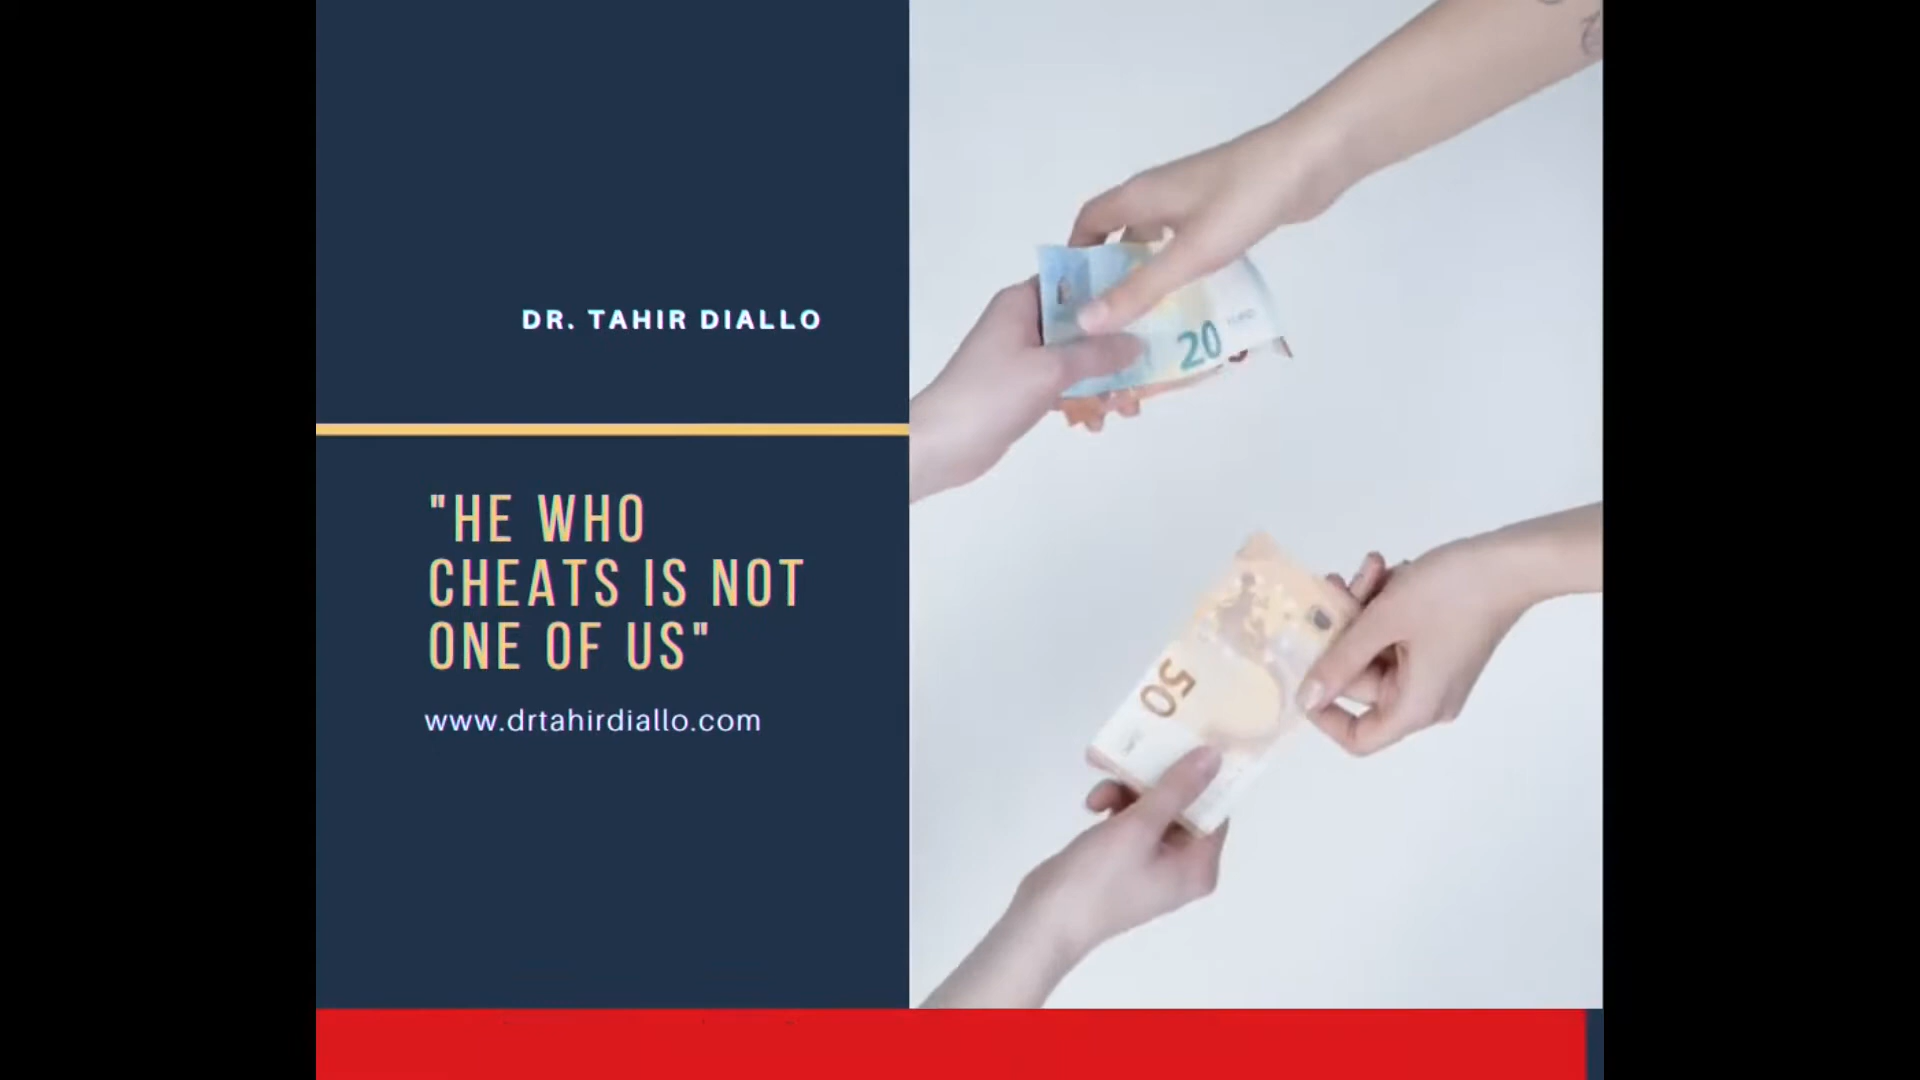 DR. TAHIR DIALLO
"HE WHO
CHEATS IS NOT
ONE OF US"
www.drtahirdiallo.com
20
50